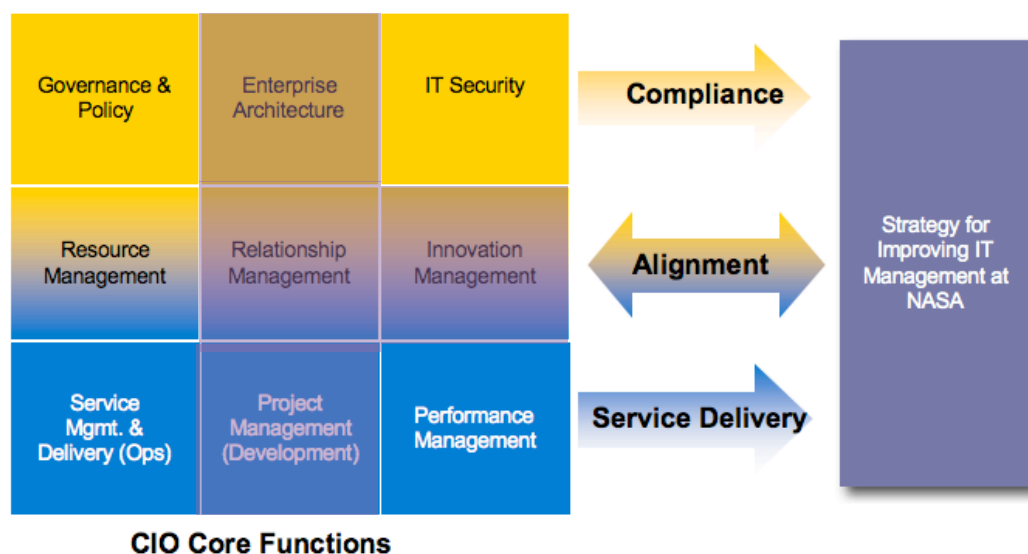 Governance &
Policy
Enterprise
Architecture
IT Security
Compliance
Resource
Management
Relationship
Management
Innovation
Management
Alignment
Strategy for
Improving IT
Management at
NASA
Service
Mgmt. &
Delivery (Ops)
Project
Management
(Development)
Performance
Management
Service Delivery
CIO Core Functions